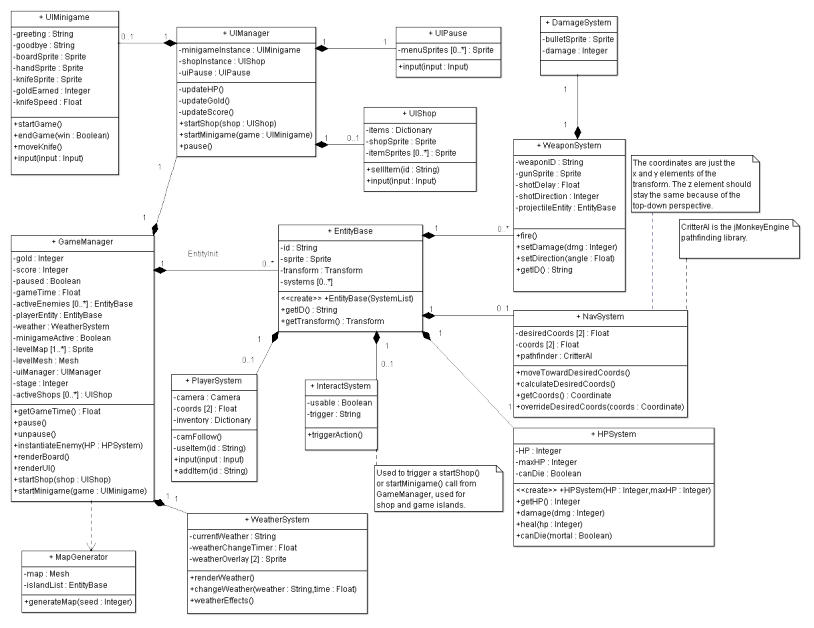 + UIMinigame
-greeting : String
-goodbye : String
-boardSprite : Sprite
-handSprite : Sprite
-knifeSprite : Sprite
-goldEarned : Integer
-knifeSpeed : Float
+startGame()
+endGame(win : Boolean)
+moveKnife()
+input(input : Input)
0..1
1
+ UIManager
-minigameInstance : UIMinigame
-shopInstance : UIShop
-uiPause : UIPause
+updateHP()
+updateGold()
+updateScore()
+startShop(shop : UIShop)
+startMinigame(game : UIMinigame)
+pause()
1
1
+ UIPause
-menuSprites [0..*] : Sprite
+input(input : Input)
1
0..1
+ UIShop
-items : Dictionary
-shopSprite : Sprite
-itemSprites [0..*] : Sprite
+sellItem(id : String)
+input(input : Input)
+ DamageSystem
-bulletSprite : Sprite
-damage : Integer
1
1
+ WeaponSystem
-weaponID : String
-gunSprite : Sprite
-shotDelay : Float
-shotDirection : Integer
-projectileEntity : EntityBase
+fire()
+setDamage(dmg : Integer)
+setDirection(angle : Float)
+getID() : String
The coordinates are just the
x and y elements of the
transform. The z element should
stay the same because of the
top-down perspective.
CritterAI is the jMonkeyEngine
pathfinding library.
1
1
+ GameManager
-gold : Integer
-score : Integer
-paused : Boolean
-gameTime : Float
-activeEnemies [0..*] : EntityBase
-playerEntity : EntityBase
-weather : WeatherSystem
-minigameActive : Boolean
-levelMap [1..*] : Sprite
-levelMesh : Mesh
-uiManager : UIManager
-stage : Integer
-activeShops [0..*] : UIShop
+getGameTime() : Float
+pause()
+unpause()
+instantiateEnemy(HP : HPSystem)
+renderBoard()
+renderUI()
+startShop(shop : UIShop)
+startMinigame(game : UIMinigame)
EntityInit
1
0..*
+ EntityBase
-id : String
-sprite : Sprite
-transform : Transform
-systems [0..*]
<<create>> +EntityBase(SystemList)
+getID() : String
+getTransform() : Transform
1
0..*
1
0..1
+ NavSystem
-desiredCoords [2] : Float
-coords [2] : Float
-pathfinder : CritterAI
+moveTowardDesiredCoords()
+calculateDesiredCoords()
+getCoords() : Coordinate
+overrideDesiredCoords(coords : Coordinate)
1
0..1
+ PlayerSystem
-camera : Camera
-coords [2] : Float
-inventory : Dictionary
-camFollow()
-useItem(id : String)
+input(input : Input)
+addItem(id : String)
1
0..1
+ InteractSystem
-usable : Boolean
-trigger : String
+triggerAction()
Used to trigger a startShop()
or startMinigame() call from
GameManager, used for
shop and game islands.
1
1
+ HPSystem
-HP : Integer
-maxHP : Integer
-canDie : Boolean
<<create>> +HPSystem(HP : Integer,maxHP : Integer)
+getHP() : Integer
+damage(dmg : Integer)
+heal(hp : Integer)
+canDie(mortal : Boolean)
1
1
+ WeatherSystem
-currentWeather : String
-weatherChangeTimer : Float
-weatherOverlay [2] : Sprite
+renderWeather()
+changeWeather(weather : String,time : Float)
+weatherEffects()
+ MapGenerator
-map : Mesh
-islandList : EntityBase
+generateMap(seed : Integer)